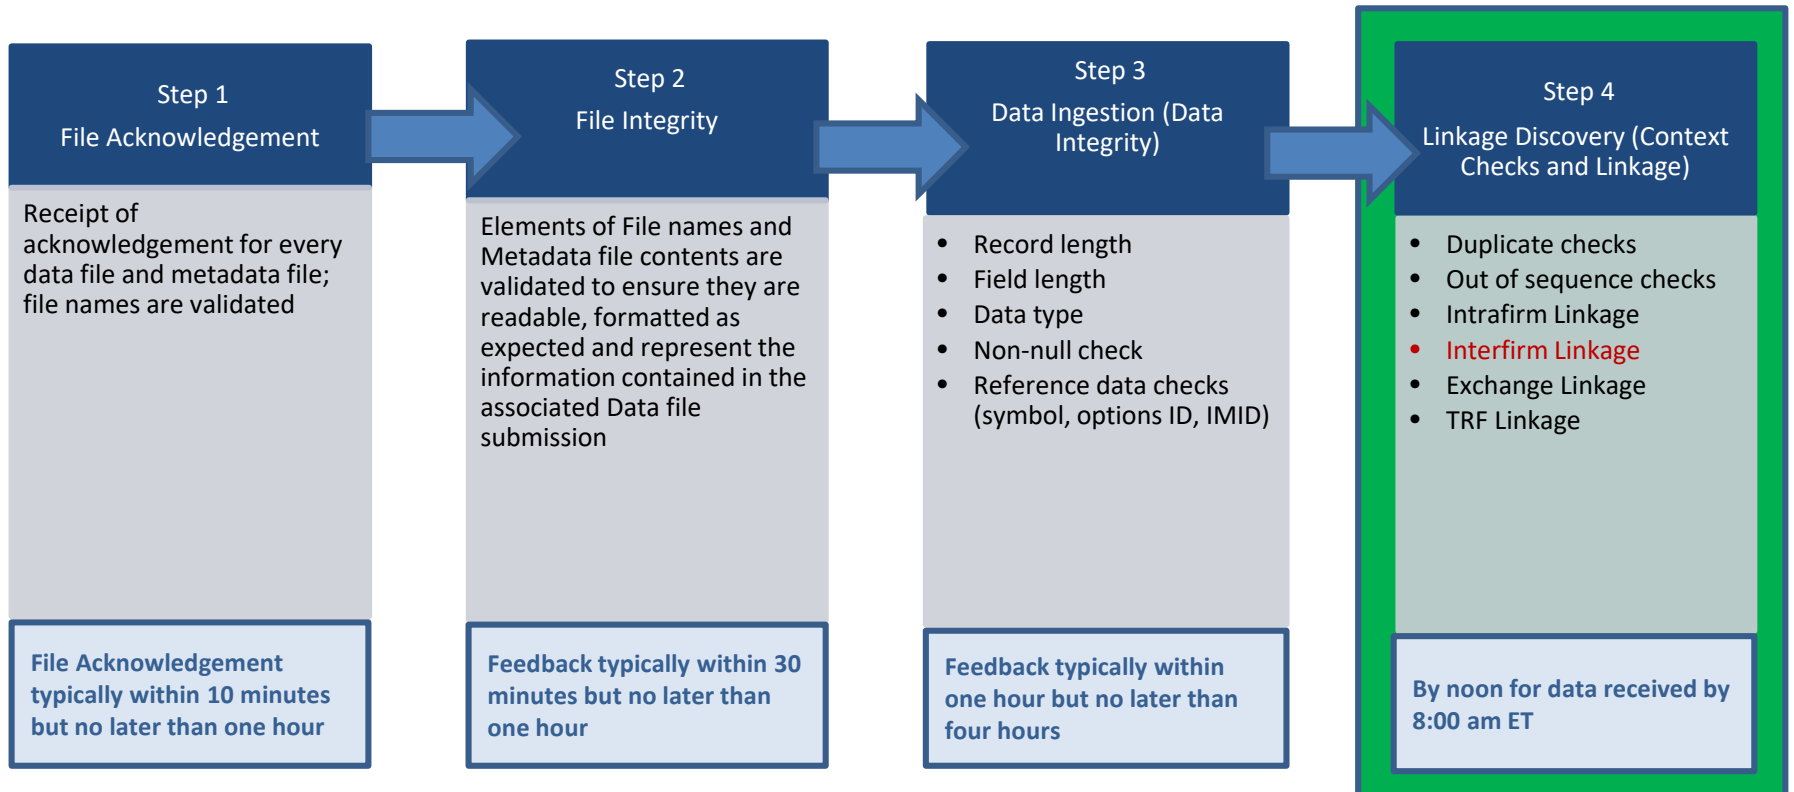 Step 1
File Acknowledgement
Receipt of
acknowledgement for every
data file and metadata file;
file names are validated
File Acknowledgement
typically within 10 minutes
but no later than one hour
Step 2
File Integrity
Elements of File names and
Metadata file contents are
validated to ensure they are
readable, formatted as
expected and represent the
information contained in the
associated Data file
submission
Feedback typically within 30
minutes but no later than
one hour
Step 3
Data Ingestion (Data
Integrity)
• Record length
• Field length
• Data type
• Non-null check
• Reference data checks
(symbol, options ID, IMID)
Feedback typically within
one hour but no later than
four hours
Step 4
Linkage Discovery (Context
Checks and Linkage)
• Duplicate checks
• Out of sequence checks
• Intrafirm Linkage
• Interfirm Linkage
• Exchange Linkage
• TRF Linkage
By noon for data received by
8:00 am ET